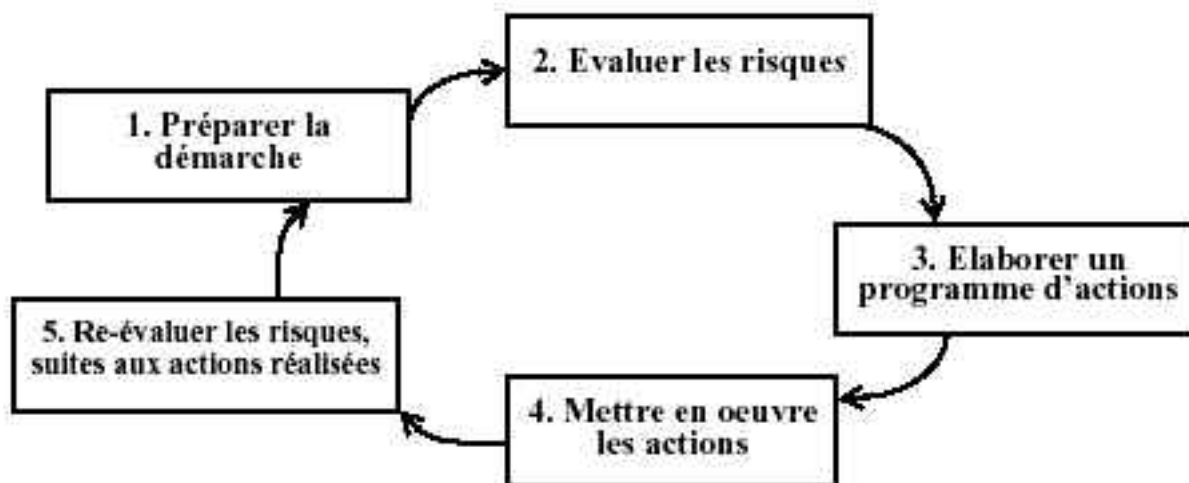 1. Préparer la
démarche
2. Evaluer les risques
3. Elaborer un
programme d'actions
4. Mettre en oeuvre
les actions
5. Re-évaluer les risques,
suites aux actions réalisées